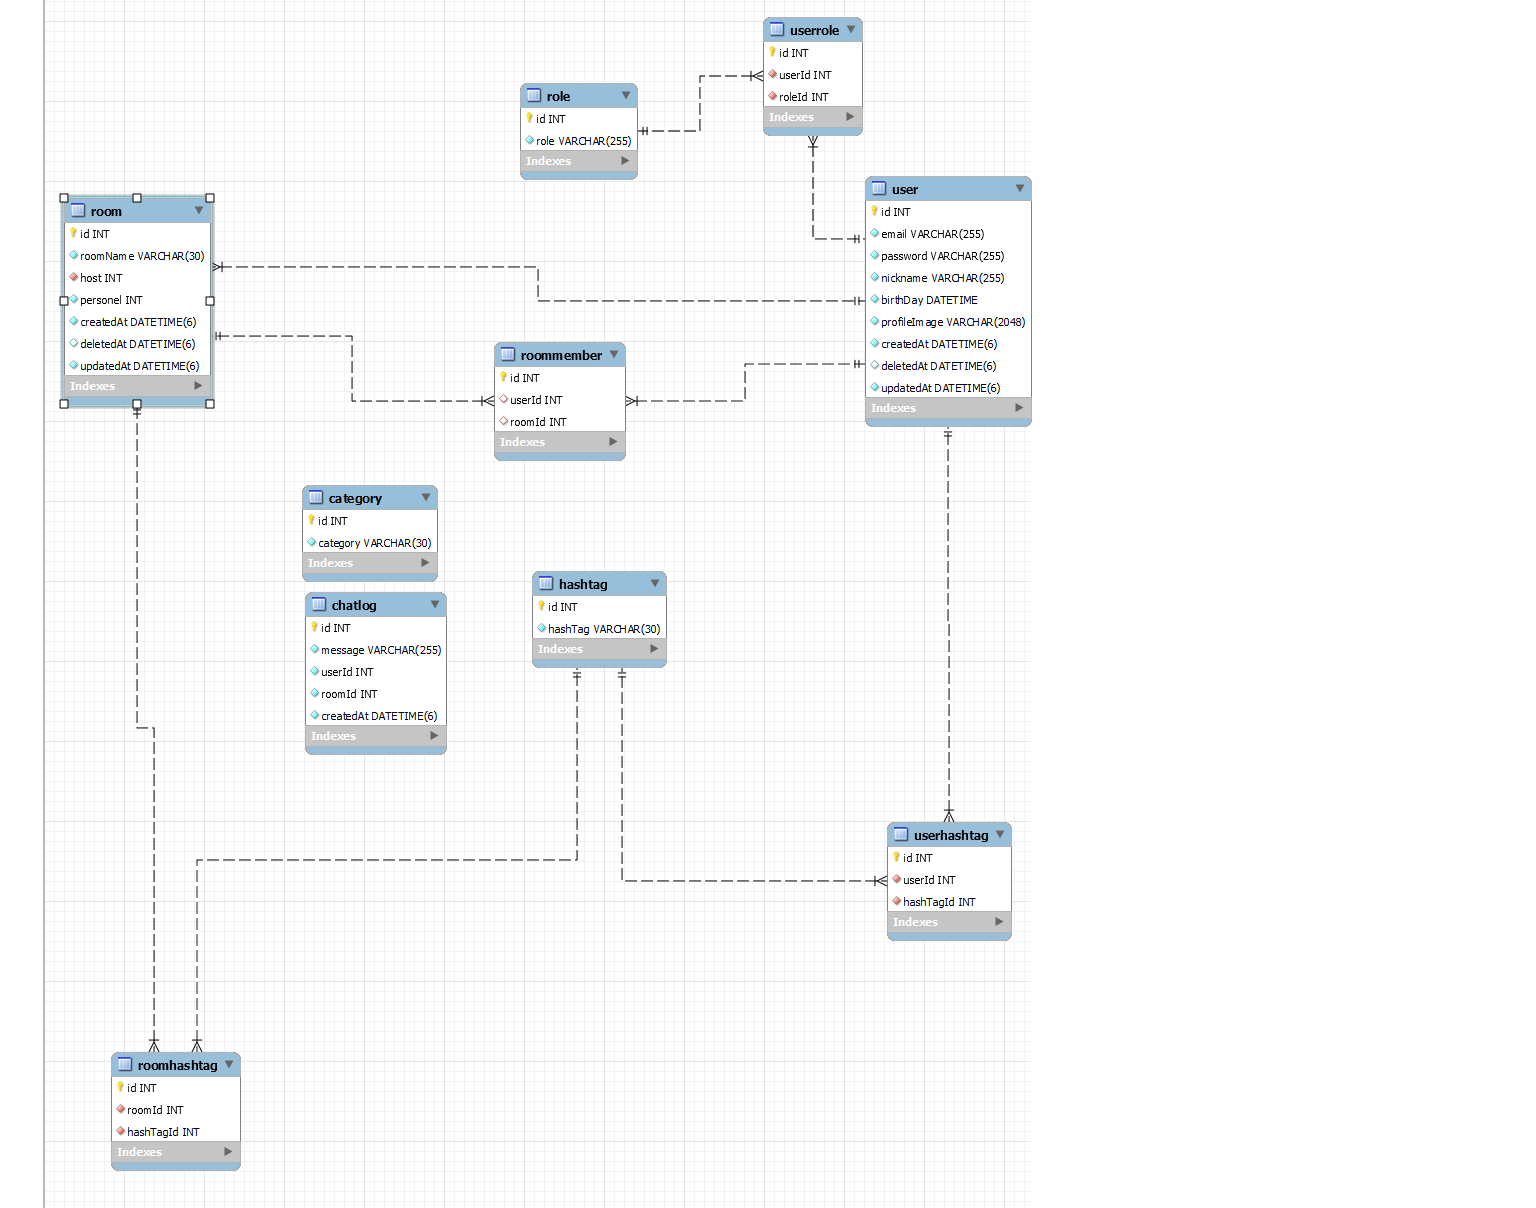 userrole
id INT
userId INT
roleId INT
Indexes
role
id INT
role VARCHAR(255)
Indexes
user
id INT
email VARCHAR(255)
password VARCHAR(255)
nickname VARCHAR(255)
birthDay DATETIME
profileImage VARCHAR(2048)
createdAt DATETIME(6)
deletedAt DATETIME(6)
updatedAt DATETIME(6)
Indexes
room
id INT
roomName VARCHAR(30)
host INT
personel INT
createdAt DATETIME(6)
deletedAt DATETIME(6)
updatedAt DATETIME(6)
Indexes
roommember
id INT
userId INT
roomId INT
Indexes
category
id INT
category VARCHAR(30)
Indexes
hashtag
id INT
hashTag VARCHAR(30)
Indexes
chatlog
id INT
message VARCHAR(255)
userId INT
roomId INT
createdAt DATETIME(6)
Indexes
userhashtag
id INT
userId INT
hashTagId INT
Indexes
roomhashtag
id INT
roomId INT
hashTagId INT
Indexes